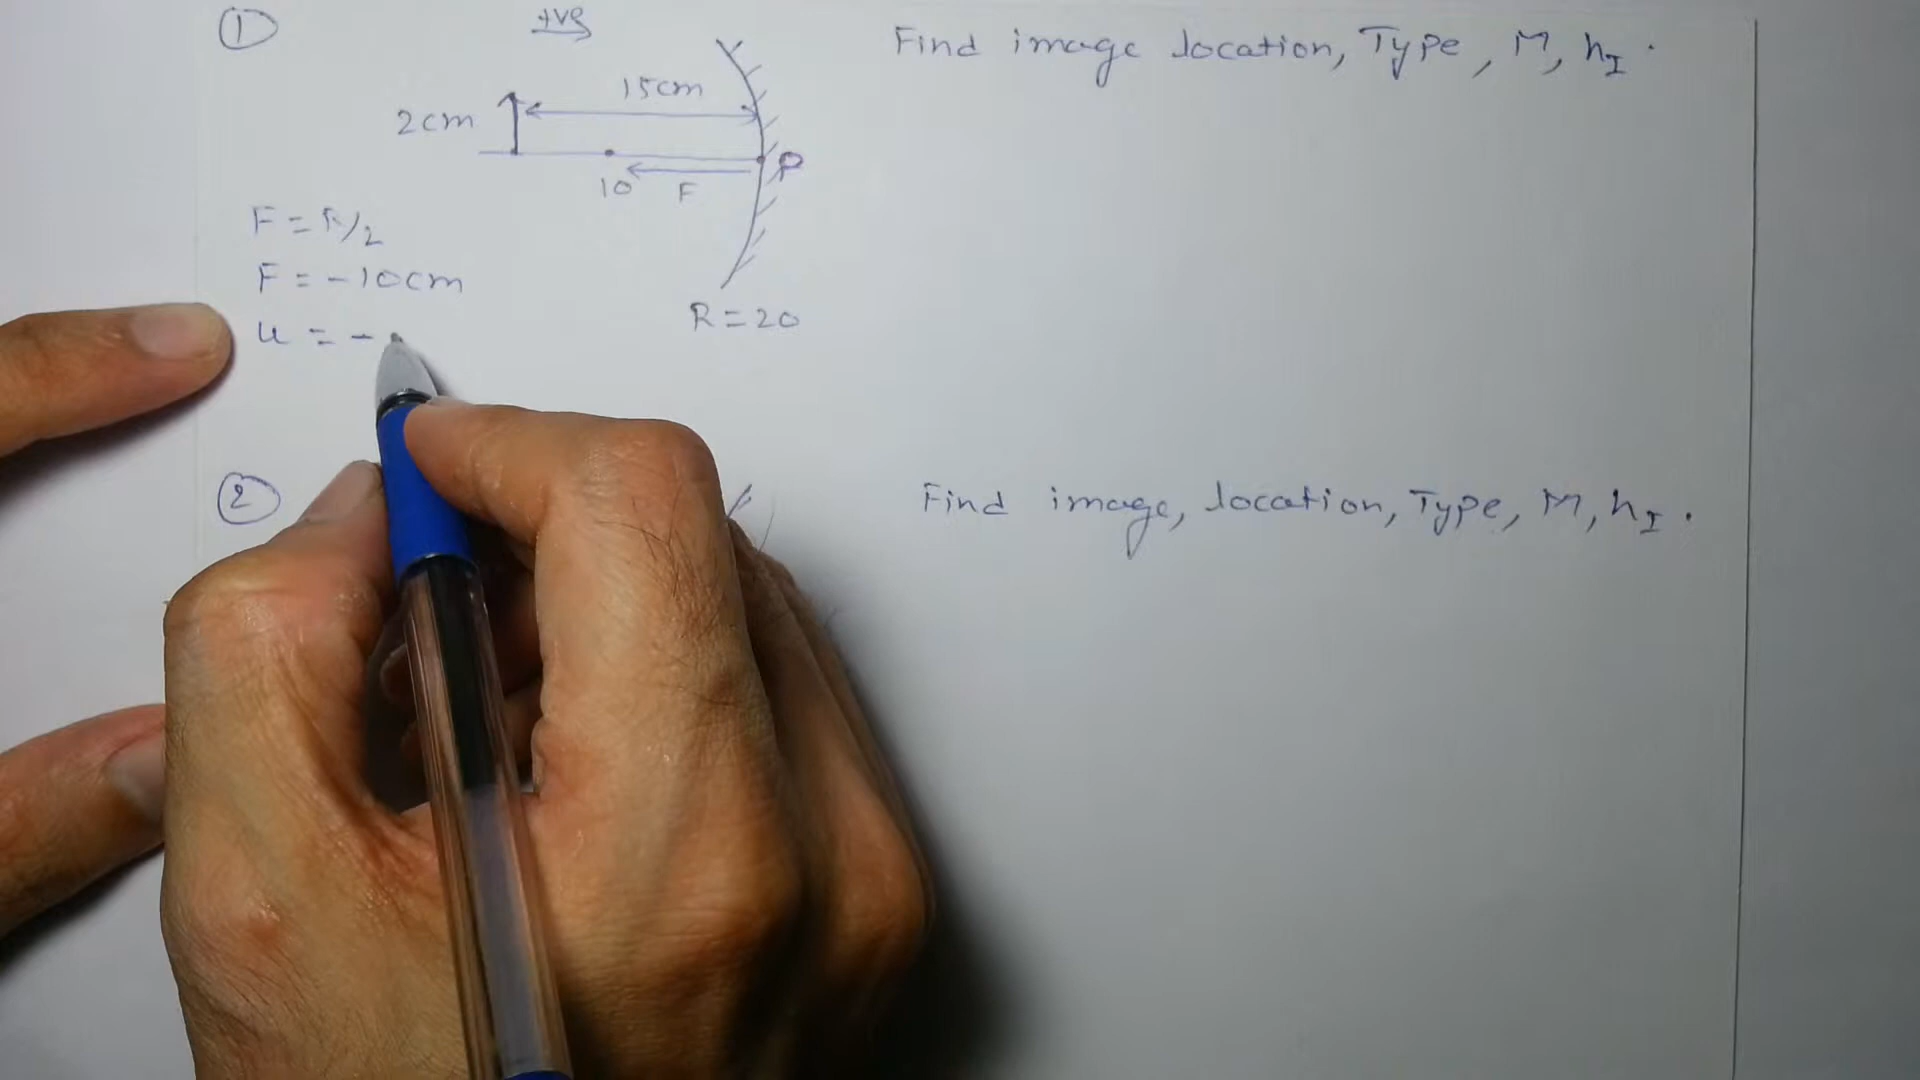 ①
+ve
Find image location, Type, M, hI.
15cm
2cm
P
10
F
F = R/2
F = -10cm
R = 20
u = -
②
Find image, location, Type, M, hI.